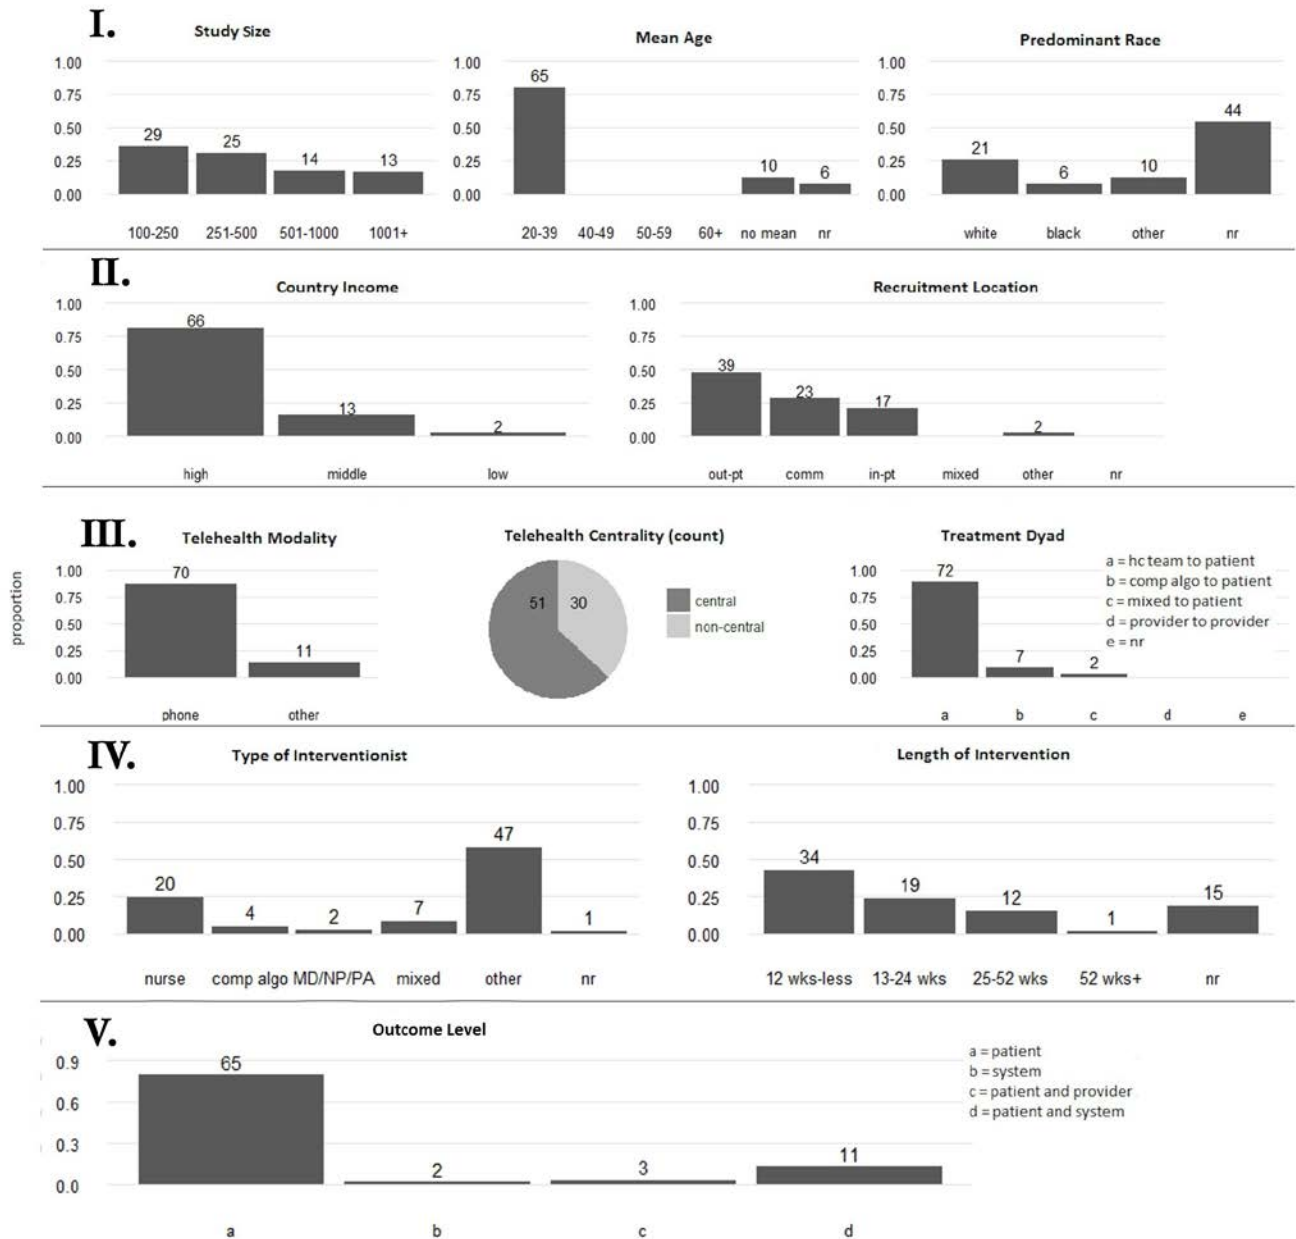 I.
Study Size
1.00
0.75
0.50
0.25
0.00
29
25
14
13
100-250 251-500 501-1000 1001+
Mean Age
1.00
0.75
0.50
0.25
0.00
65
10
6
20-39 40-49 50-59 60+ no mean nr
Predominant Race
1.00
0.75
0.50
0.25
0.00
21
6
10
44
white black other nr
II.
Country Income
1.00
0.75
0.50
0.25
0.00
66
13
2
high middle low
Recruitment Location
1.00
0.75
0.50
0.25
0.00
39
23
17
2
out-pt comm in-pt mixed other nr
proportion
III.
Telehealth Modality
1.00
0.75
0.50
0.25
0.00
70
11
phone other
Telehealth Centrality (count)
51 30
central
non-central
Treatment Dyad
1.00
0.75
0.50
0.25
0.00
72
7
2
a b c d e
a = hc team to patient
b = comp algo to patient
c = mixed to patient
d = provider to provider
e = nr
IV.
Type of Interventionist
1.00
0.75
0.50
0.25
0.00
20
4
2
7
47
1
nurse comp algo MD/NP/PA mixed other nr
Length of Intervention
1.00
0.75
0.50
0.25
0.00
34
19
12
1
15
12 wks-less 13-24 wks 25-52 wks 52 wks+ nr
V.
Outcome Level
0.9
0.6
0.3
0.0
65
2
3
11
a b c d
a = patient
b = system
c = patient and provider
d = patient and system